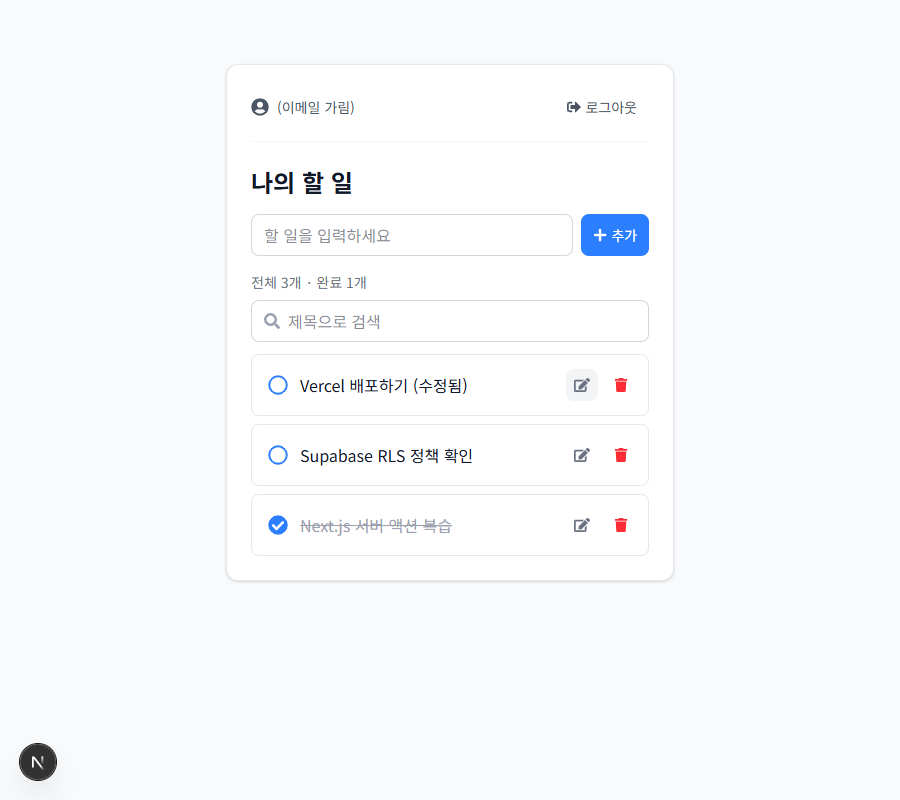 (이메일 가림)
로그아웃
나의 할 일
할 일을 입력하세요
추가
전체 3개 · 완료 1개
제목으로 검색
Vercel 배포하기 (수정됨)
Supabase RLS 정책 확인
Next.js 서버 액션 복습
N